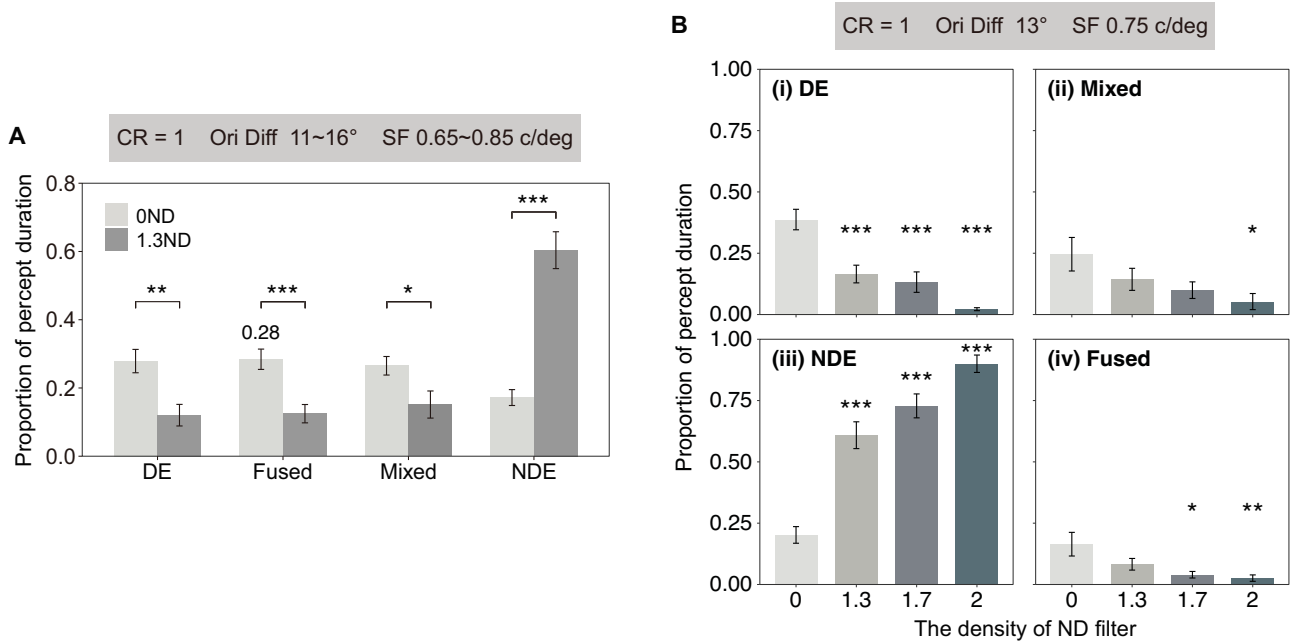 A
CR = 1 Ori Diff 11~16° SF 0.65~0.85 c/deg
Proportion of percept duration
0.8
0.6
0.4
0.2
0.0
0ND
1.3ND
**
***
*
***
0.28
DE Fused Mixed NDE
B
CR = 1 Ori Diff 13° SF 0.75 c/deg
Proportion of percept duration
1.00
0.75
0.50
0.25
0.00
(i) DE
*** *** ***
(ii) Mixed
*
1.00
0.75
0.50
0.25
0.00
(iii) NDE
*** *** ***
(iv) Fused
* **
0 1.3 1.7 2
0 1.3 1.7 2
The density of ND filter